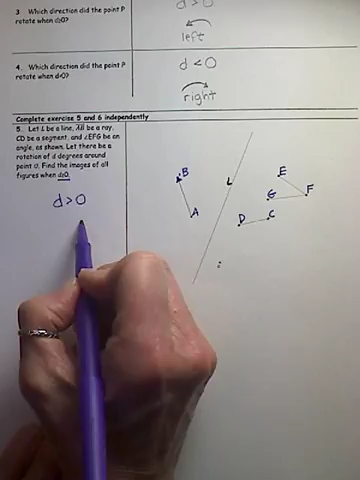 3 Which direction did the point P
rotate when d≥0?
d > 0
left
4. Which direction did the point P
rotate when d<0?
d < 0
right
Complete exercise 5 and 6 independently
5. Let L be a line, AB be a ray,
CD be a segment, and ∠EFG be an
angle, as shown. Let there be a
rotation of d degrees around
point O. Find the images of all
figures when d≥0.
d > 0
B
A
L
E
G
F
D
C